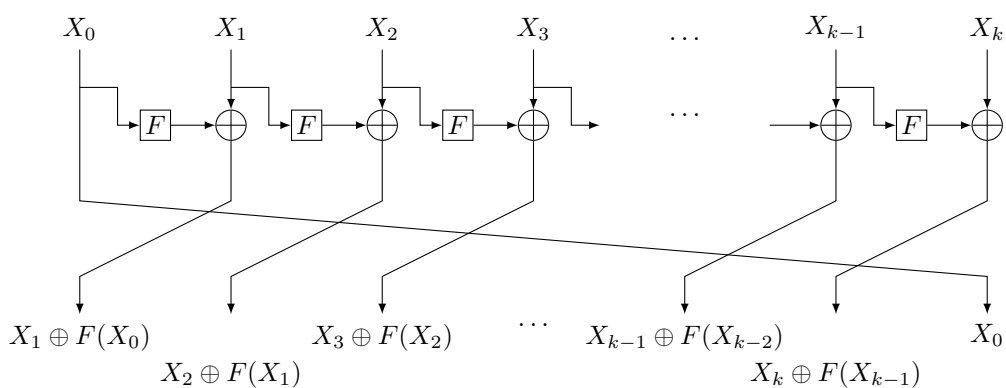 X_0 X_1 X_2 X_3 ... X_{k−1} X_k
F F F ... F
X_1 ⊕ F(X_0) X_3 ⊕ F(X_2) ... X_{k−1} ⊕ F(X_{k−2}) X_0
X_2 ⊕ F(X_1) X_k ⊕ F(X_{k−1})